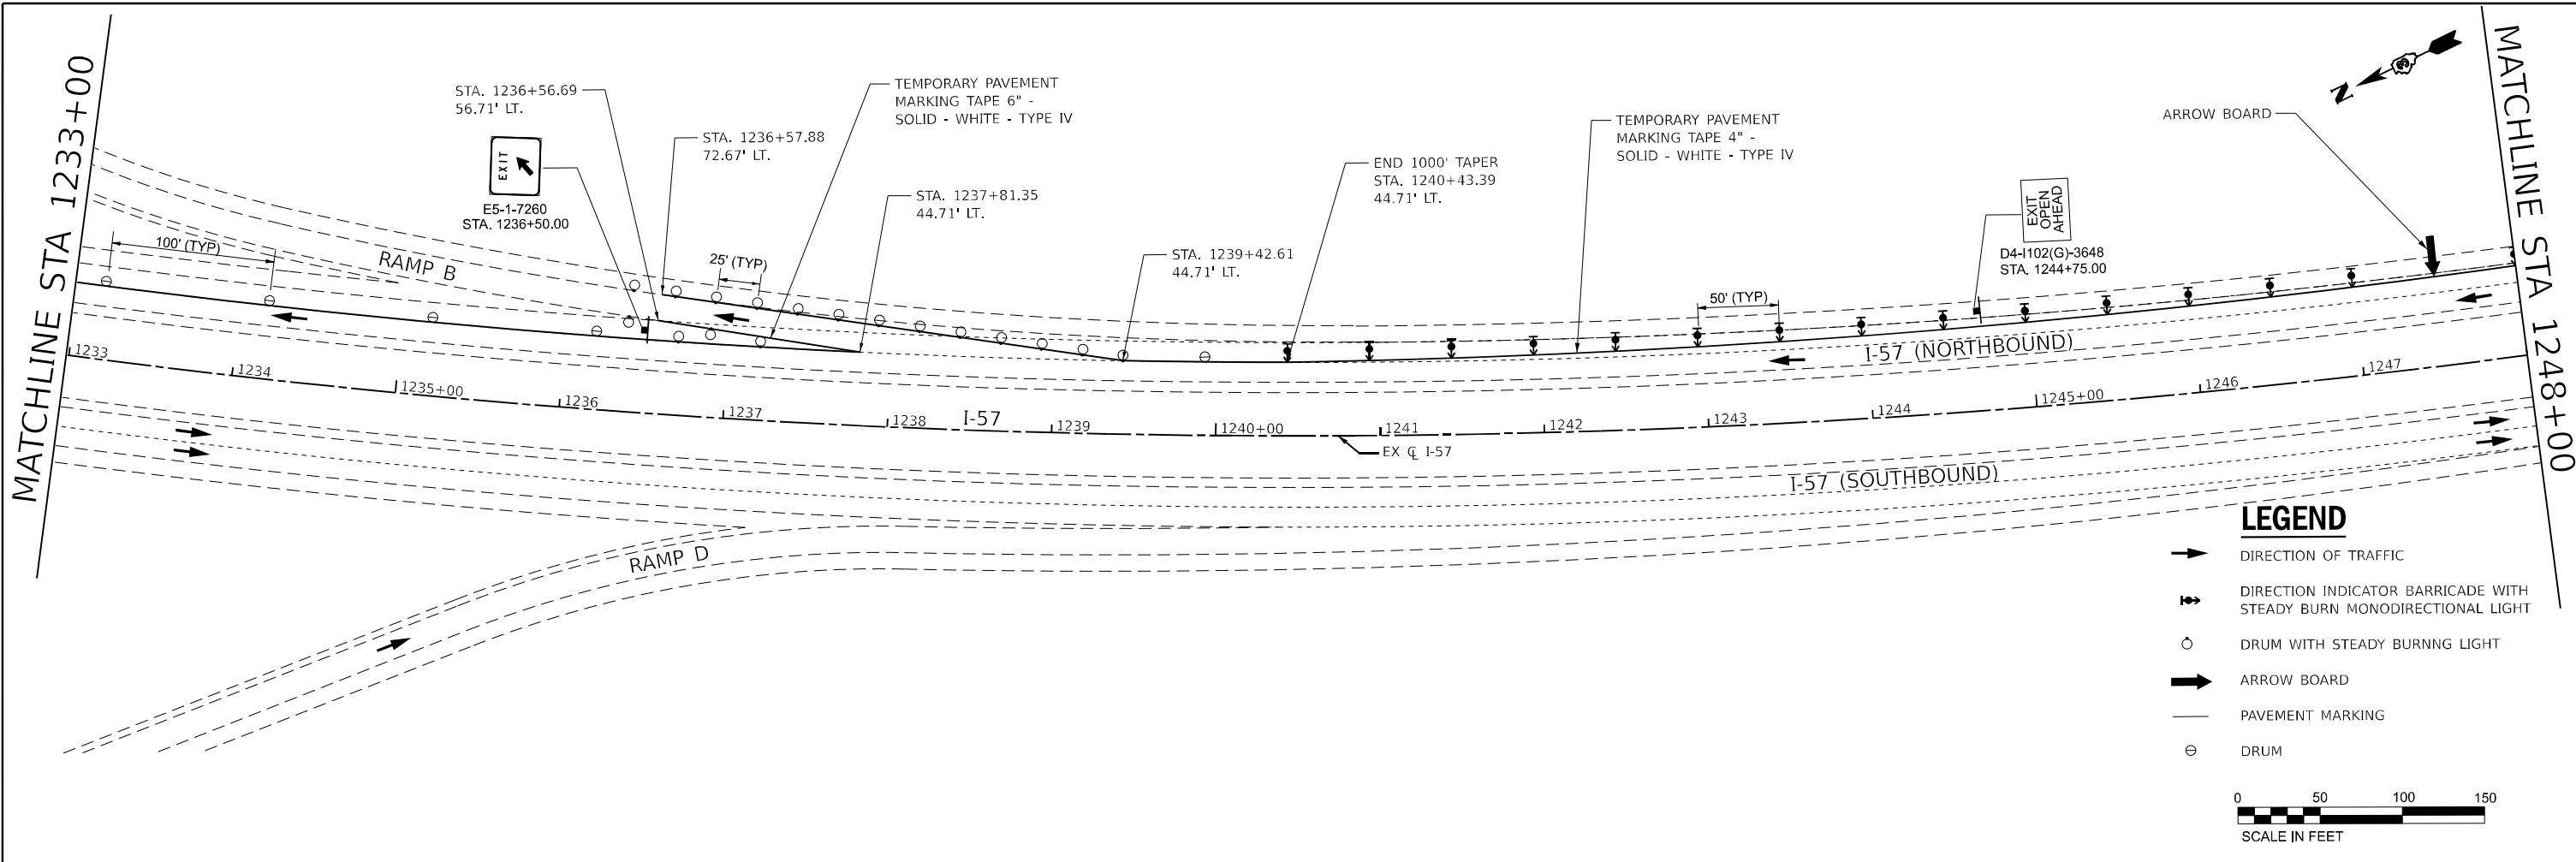 MATCHLINE STA 1233+00
STA. 1236+56.69
56.71' LT.
EXIT
E5-1-7260
STA. 1236+50.00
STA. 1236+57.88
72.67' LT.
TEMPORARY PAVEMENT
MARKING TAPE 6" -
SOLID - WHITE - TYPE IV
STA. 1237+81.35
44.71' LT.
END 1000' TAPER
STA. 1240+43.39
44.71' LT.
STA. 1239+42.61
44.71' LT.
TEMPORARY PAVEMENT
MARKING TAPE 4" -
SOLID - WHITE - TYPE IV
EXIT
OPEN
AHEAD
D4-I102(G)-3648
STA. 1244+75.00
ARROW BOARD
N
MATCHLINE STA 1248+00
100' (TYP)
RAMP B
25' (TYP)
50' (TYP)
I-57 (NORTHBOUND)
1233
1234
1235+00
1236
1237
1238
I-57
1239
1240+00
1241
1242
1243
1244
1245+00
1246
1247
EX ℄ I-57
I-57 (SOUTHBOUND)
RAMP D
LEGEND
DIRECTION OF TRAFFIC
DIRECTION INDICATOR BARRICADE WITH
STEADY BURN MONODIRECTIONAL LIGHT
DRUM WITH STEADY BURNNG LIGHT
ARROW BOARD
PAVEMENT MARKING
DRUM
0 50 100 150
SCALE IN FEET